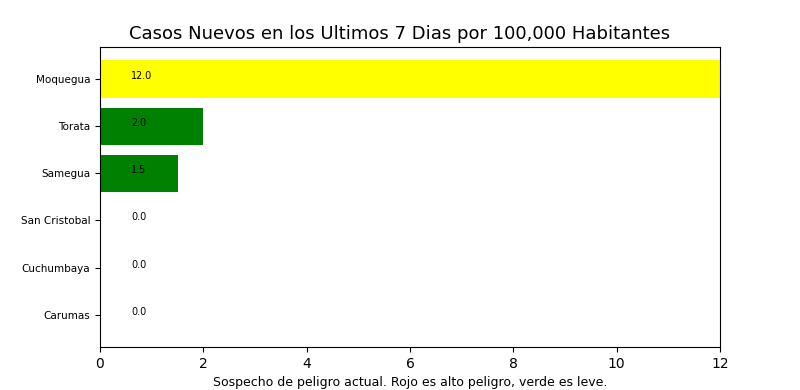 Casos Nuevos en los Ultimos 7 Dias por 100,000 Habitantes
Moquegua 12.0
Torata 2.0
Samegua 1.5
San Cristobal 0.0
Cuchumbaya 0.0
Carumas 0.0
0 2 4 6 8 10 12
Sospecho de peligro actual. Rojo es alto peligro, verde es leve.